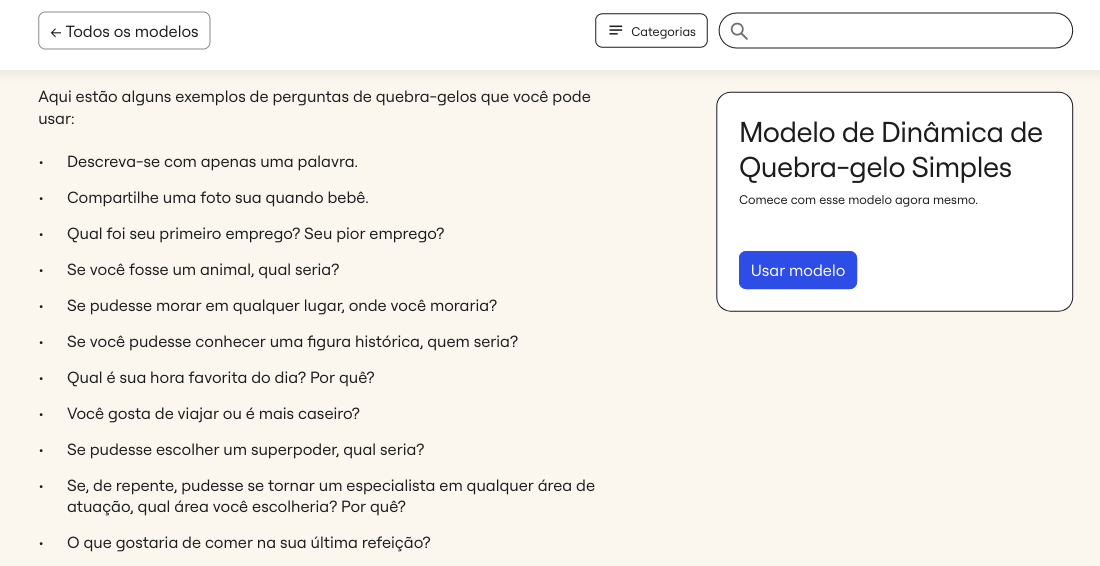 ← Todos os modelos
Categorias
Aqui estão alguns exemplos de perguntas de quebra-gelos que você pode
usar:
• Descreva-se com apenas uma palavra.
• Compartilhe uma foto sua quando bebê.
• Qual foi seu primeiro emprego? Seu pior emprego?
• Se você fosse um animal, qual seria?
• Se pudesse morar em qualquer lugar, onde você moraria?
• Se você pudesse conhecer uma figura histórica, quem seria?
• Qual é sua hora favorita do dia? Por quê?
• Você gosta de viajar ou é mais caseiro?
• Se pudesse escolher um superpoder, qual seria?
• Se, de repente, pudesse se tornar um especialista em qualquer área de
atuação, qual área você escolheria? Por quê?
• O que gostaria de comer na sua última refeição?
Modelo de Dinâmica de
Quebra-gelo Simples
Comece com esse modelo agora mesmo.
Usar modelo